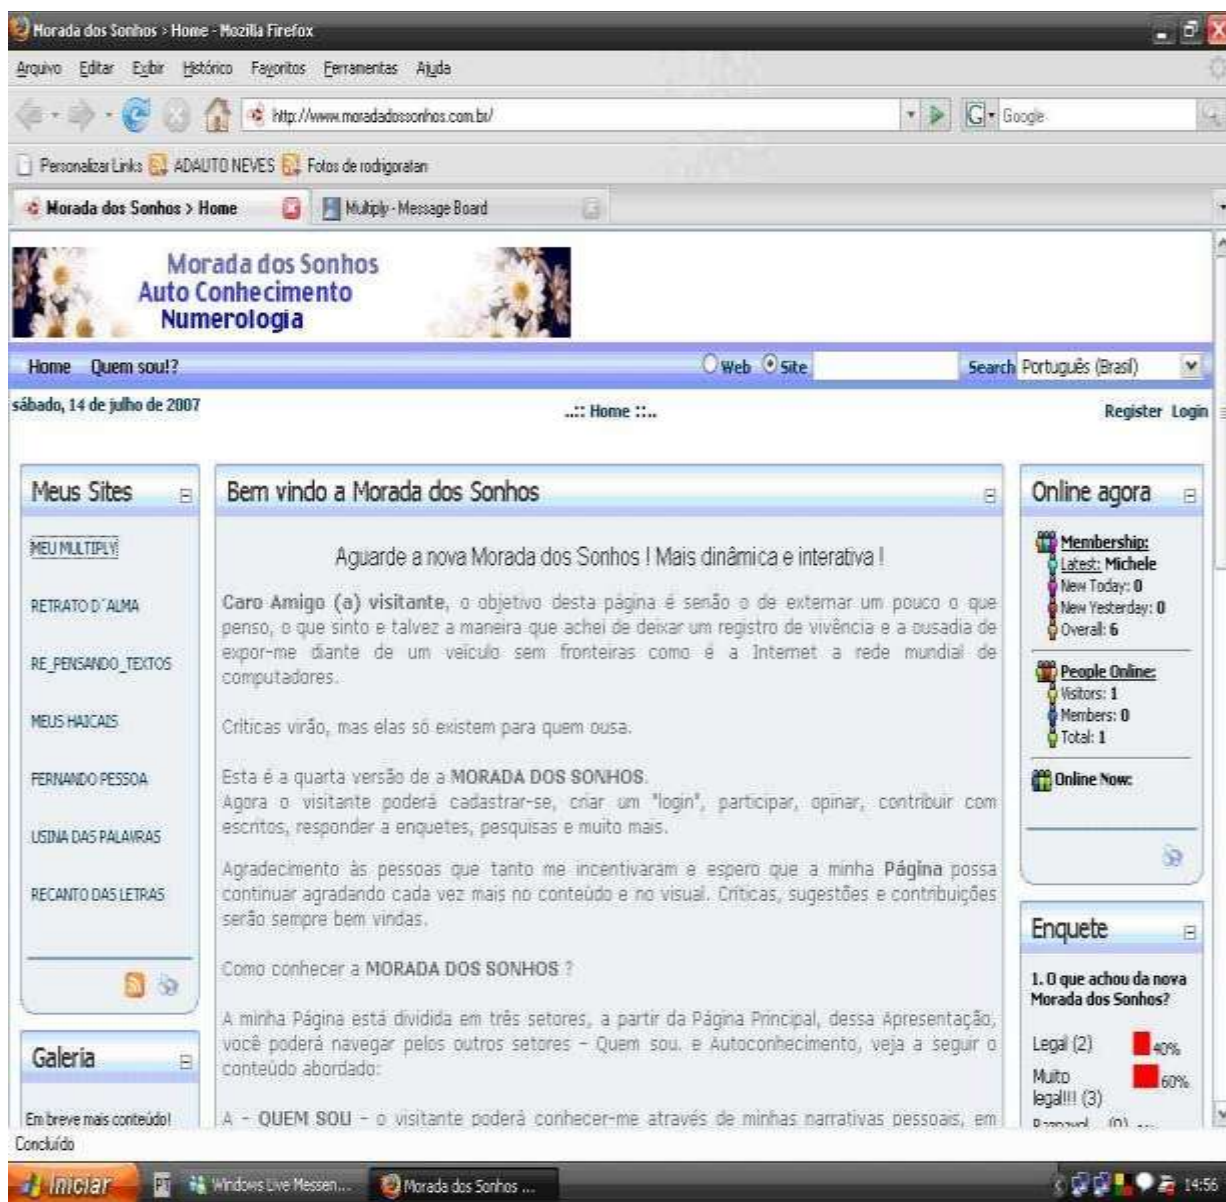 Morada dos Sonhos > Home - Mozilla Firefox
Arquivo Editar Exibir Histórico Favoritos Ferramentas Ajuda
http://www.moradadossonhos.com.br/
Google
Personalizar Links ADAUTO NEVES Fotos de rodrigoratan
Morada dos Sonhos > Home Multiply - Message Board
Morada dos Sonhos
Auto Conhecimento
Numerologia
Home Quem sou!? Web Site Search Português (Brasil)
sábado, 14 de julho de 2007 ..:: Home ::.. Register Login
Meus Sites
MEU MULTIPLY
RETRATO D´ALMA
RE_PENSANDO_TEXTOS
MEUS HAICAIS
FERNANDO PESSOA
USINA DAS PALAVRAS
RECANTO DAS LETRAS
Galeria
Em breve mais conteúdo!
Bem vindo a Morada dos Sonhos
Aguarde a nova Morada dos Sonhos ! Mais dinâmica e interativa !
Caro Amigo (a) visitante, o objetivo desta página é senão o de externar um pouco o que
penso, o que sinto e talvez a maneira que achei de deixar um registro de vivência e a ousadia de
expor-me diante de um veículo sem fronteiras como é a Internet a rede mundial de
computadores.
Críticas virão, mas elas só existem para quem ousa.
Esta é a quarta versão de a MORADA DOS SONHOS.
Agora o visitante poderá cadastrar-se, criar um "login", participar, opinar, contribuir com
escritos, responder a enquetes, pesquisas e muito mais.
Agradecimento às pessoas que tanto me incentivaram e espero que a minha Página possa
continuar agradando cada vez mais no conteúdo e no visual. Críticas, sugestões e contribuições
serão sempre bem vindas.
Como conhecer a MORADA DOS SONHOS ?
A minha Página está dividida em três setores, a partir da Página Principal, dessa Apresentação,
você poderá navegar pelos outros setores – Quem sou. e Autoconhecimento, veja a seguir o
conteúdo abordado:
A – QUEM SOU – o visitante poderá conhecer-me através de minhas narrativas pessoais, em
Online agora
Membership:
Latest: Michele
New Today: 0
New Yesterday: 0
Overall: 6
People Online:
Visitors: 1
Members: 0
Total: 1
Online Now:
Enquete
1. O que achou da nova
Morada dos Sonhos?
Legal (2) 40%
Muito
legal!!! (3) 60%
Concluído
Iniciar PT Windows Live Messen... Morada dos Sonhos ... 14:56